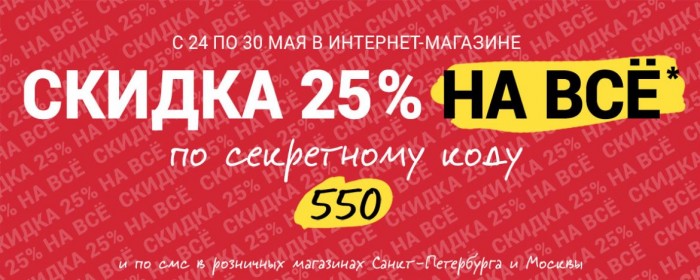 С 24 ПО 30 МАЯ В ИНТЕРНЕТ-МАГАЗИНЕ
СКИДКА 25% НА ВСЁ*
по секретному коду
550
и по смс в розничных магазинах Санкт-Петербурга и Москвы